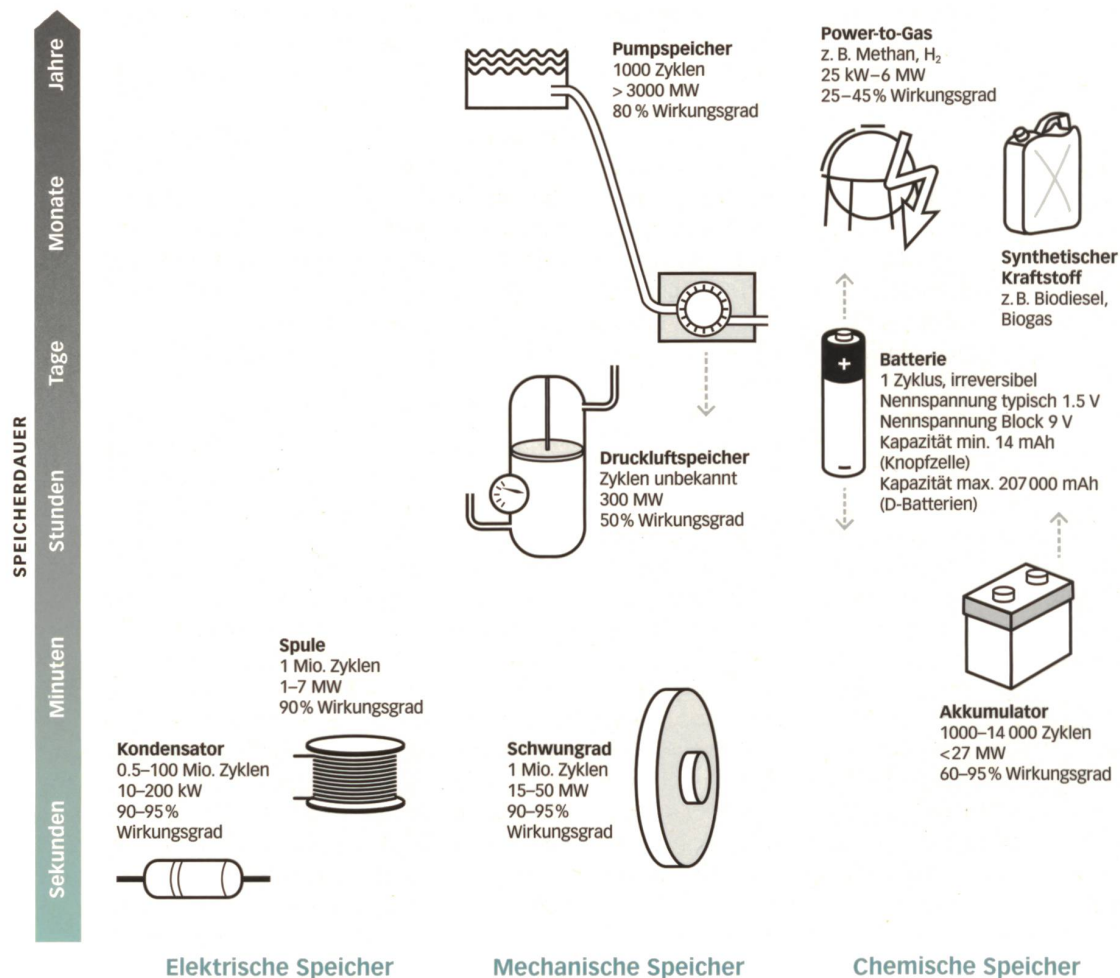 SPEICHERDAUER
Jahre
Monate
Tage
Stunden
Minuten
Sekunden
Pumpspeicher
1000 Zyklen
> 3000 MW
80 % Wirkungsgrad
Power-to-Gas
z. B. Methan, H₂
25 kW–6 MW
25–45% Wirkungsgrad
Synthetischer
Kraftstoff
z. B. Biodiesel,
Biogas
Batterie
1 Zyklus, irreversibel
Nennspannung typisch 1.5 V
Nennspannung Block 9 V
Kapazität min. 14 mAh
(Knopfzelle)
Kapazität max. 207 000 mAh
(D-Batterien)
Druckluftspeicher
Zyklen unbekannt
300 MW
50% Wirkungsgrad
Spule
1 Mio. Zyklen
1–7 MW
90% Wirkungsgrad
Kondensator
0.5–100 Mio. Zyklen
10–200 kW
90–95%
Wirkungsgrad
Schwungrad
1 Mio. Zyklen
15–50 MW
90–95%
Wirkungsgrad
Akkumulator
1000–14 000 Zyklen
<27 MW
60–95% Wirkungsgrad
Elektrische Speicher
Mechanische Speicher
Chemische Speicher